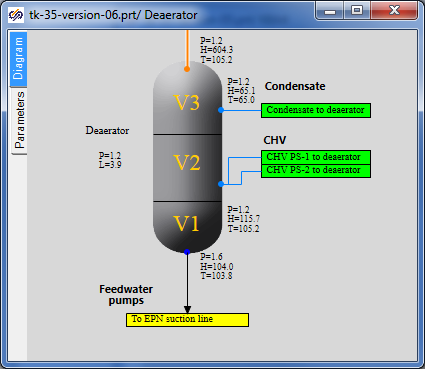 tk-35-version-06.prt/ Deaerator
Diagram
Parameters
P=1.2
H=604.3
T=105.2
V3
P=1.2
H=65.1
T=65.0
Condensate
Condensate to deaerator
Deaerator
P=1.2
L=3.9
V2
CHV
CHV PS-1 to deaerator
CHV PS-2 to deaerator
V1
P=1.2
H=115.7
T=105.2
P=1.6
H=104.0
T=103.8
Feedwater
pumps
To EPN suction line